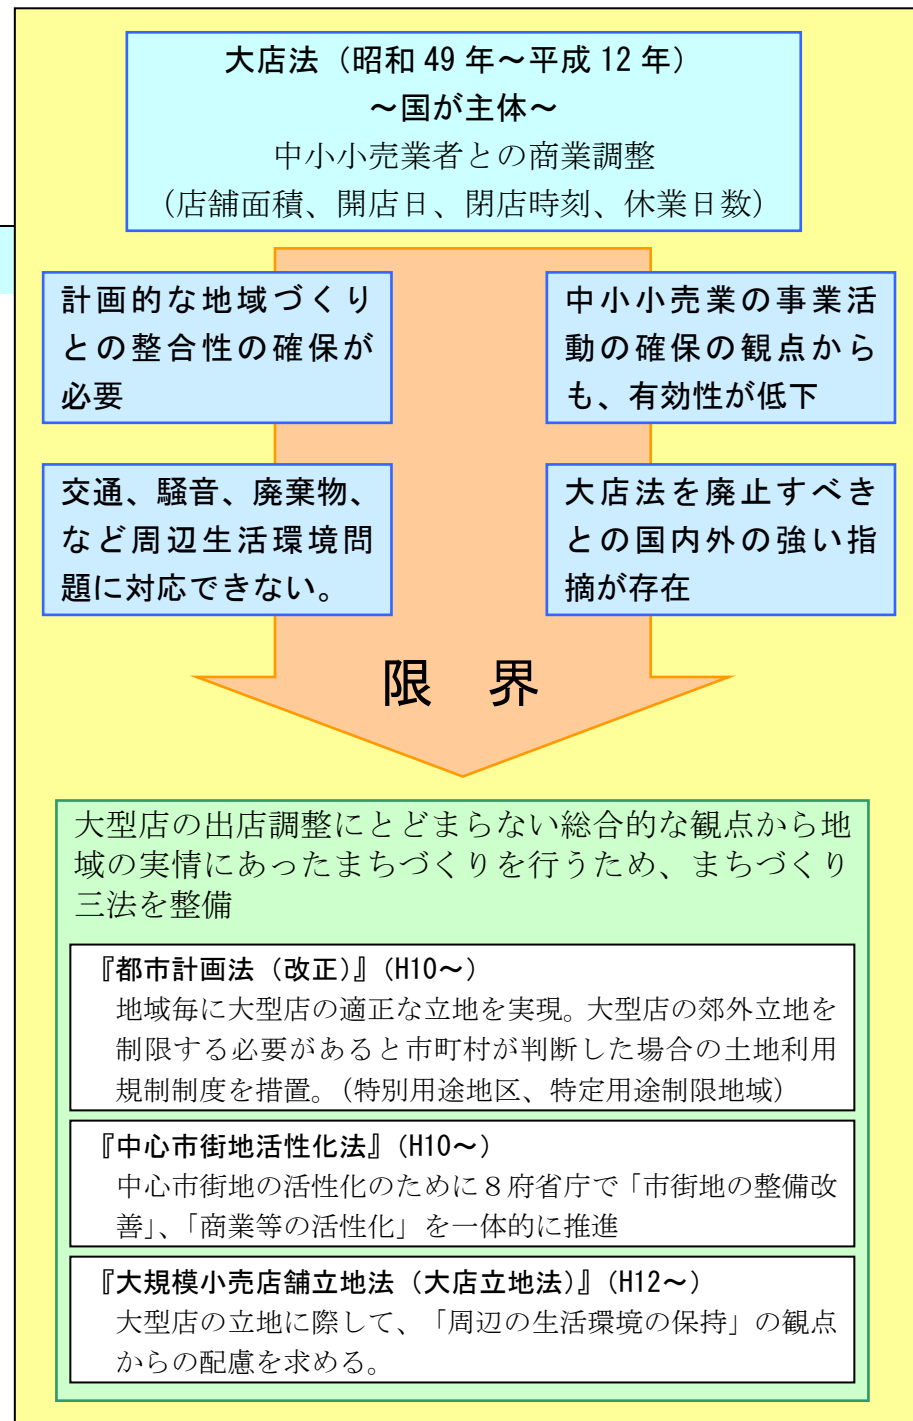 大店法（昭和 49 年～平成 12 年）
～国が主体～
中小小売業者との商業調整
（店舗面積、開店日、閉店時刻、休業日数）
計画的な地域づくり
との整合性の確保が
必要
中小小売業の事業活
動の確保の観点から
も、有効性が低下
交通、騒音、廃棄物、
など周辺生活環境問
題に対応できない。
大店法を廃止すべき
との国内外の強い指
摘が存在
限　界
大型店の出店調整にとどまらない総合的な観点から地
域の実情にあったまちづくりを行うため、まちづくり
三法を整備
『都市計画法（改正）』(H10～)
地域毎に大型店の適正な立地を実現。大型店の郊外立地を
制限する必要があると市町村が判断した場合の土地利用
規制制度を措置。（特別用途地区、特定用途制限地域）
『中心市街地活性化法』(H10～)
中心市街地の活性化のために８府省庁で「市街地の整備改
善」、「商業等の活性化」を一体的に推進
『大規模小売店舗立地法（大店立地法）』(H12～)
大型店の立地に際して、「周辺の生活環境の保持」の観点
からの配慮を求める。